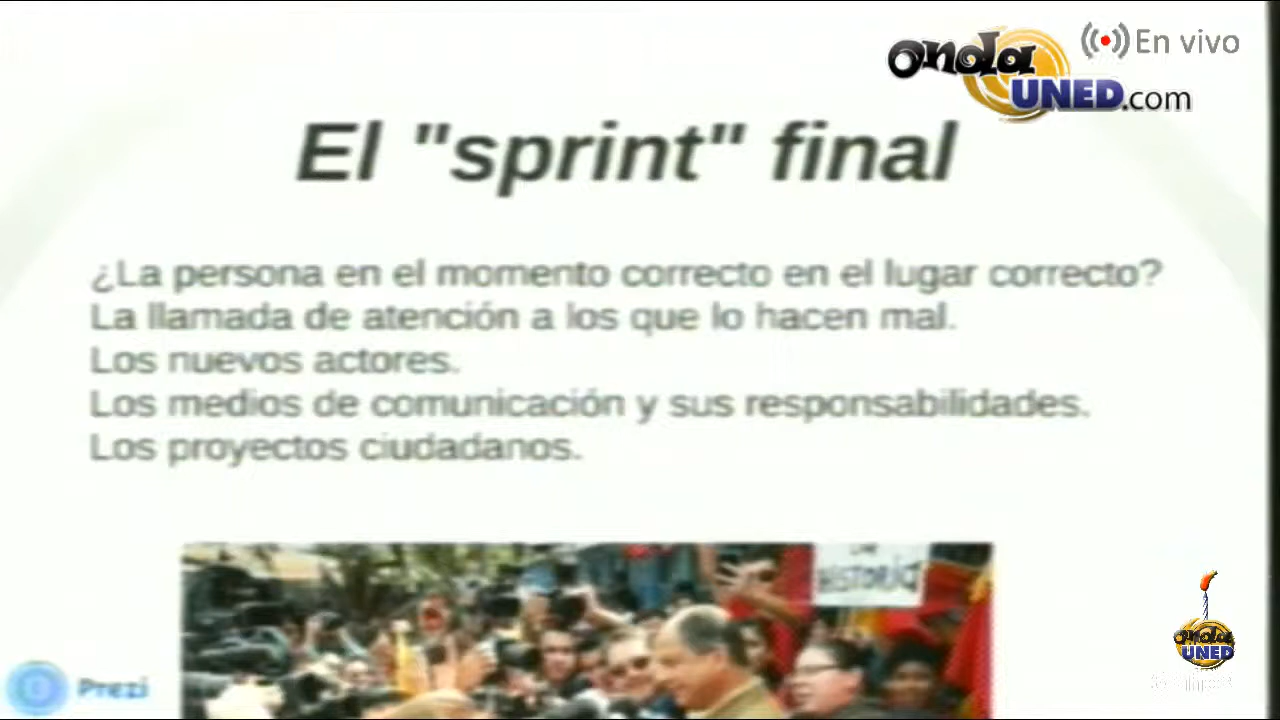 onda
UNED.com
En vivo
El "sprint" final
¿La persona en el momento correcto en el lugar correcto?
La llamada de atención a los que lo hacen mal.
Los nuevos actores.
Los medios de comunicación y sus responsabilidades.
Los proyectos ciudadanos.
Prezi
onda
UNED